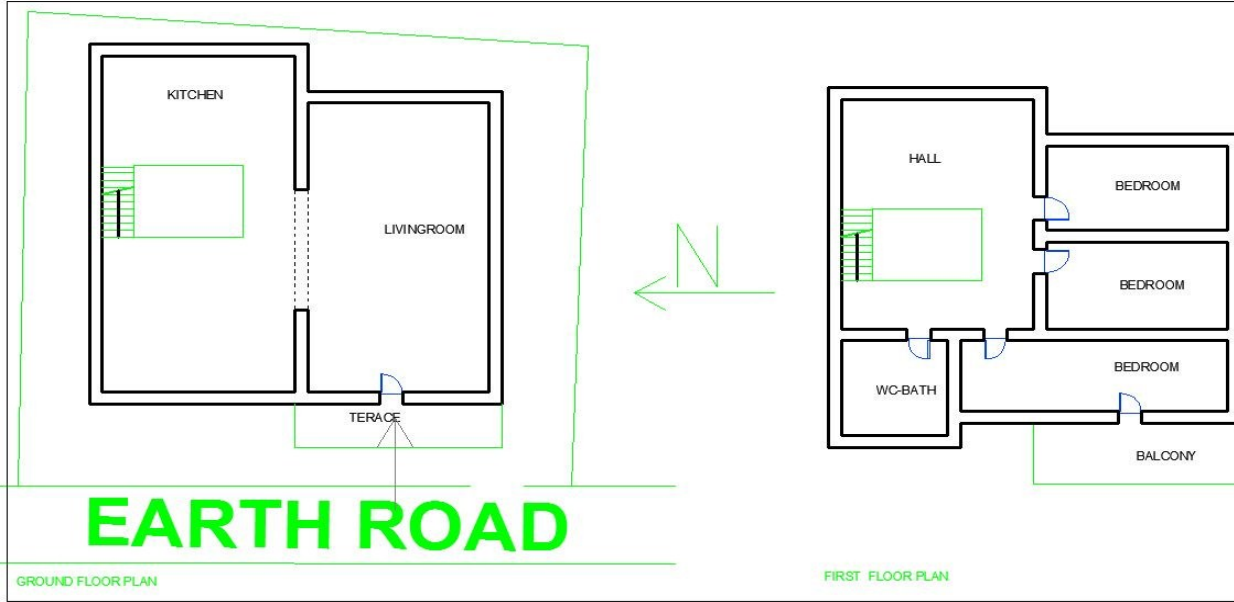 KITCHEN
LIVINGROOM
TERACE
N
EARTH ROAD
GROUND FLOOR PLAN
HALL
BEDROOM
BEDROOM
BEDROOM
WC-BATH
BALCONY
FIRST FLOOR PLAN